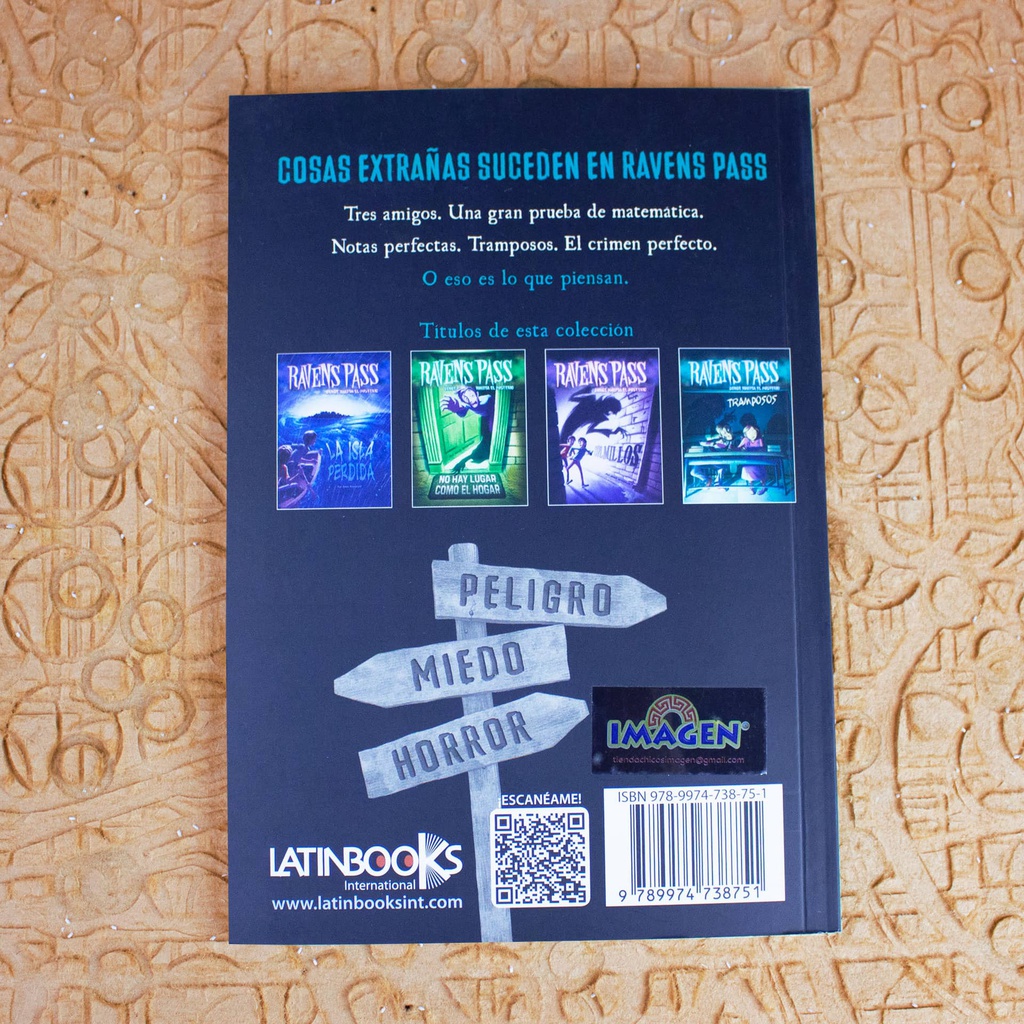 COSAS EXTRAÑAS SUCEDEN EN RAVENS PASS
Tres amigos. Una gran prueba de matemática.
Notas perfectas. Tramposos. El crimen perfecto.
O eso es lo que piensan.
Títulos de esta colección
RAVENS PASS
LA ISLA
PERDIDA
RAVENS PASS
NO HAY LUGAR
COMO EL HOGAR
RAVENS PASS
RAVENS PASS
TRAMPOSOS
PELIGRO
MIEDO
HORROR
IMAGEN®
tiendachicosimagen@gmail.com
¡ESCANÉAME!
ISBN 978-9974-738-75-1
9 789974 738751
LATINBOOKS
International
www.latinbooksint.com